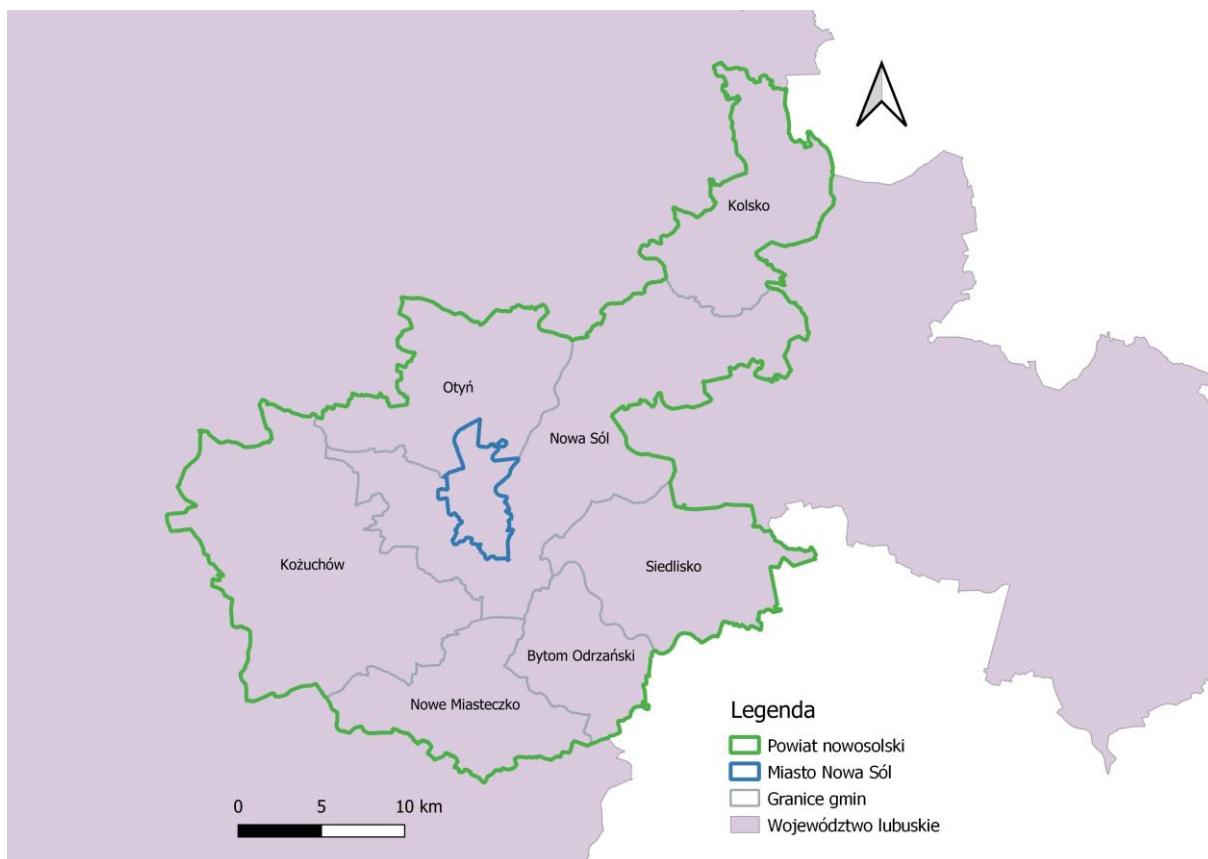 Kolsko
Otyń
Nowa Sól
Kożuchów
Siedlisko
Bytom Odrzański
Nowe Miasteczko
Legenda
Powiat nowosolski
Miasto Nowa Sól
Granice gmin
Województwo lubuskie
0 5 10 km